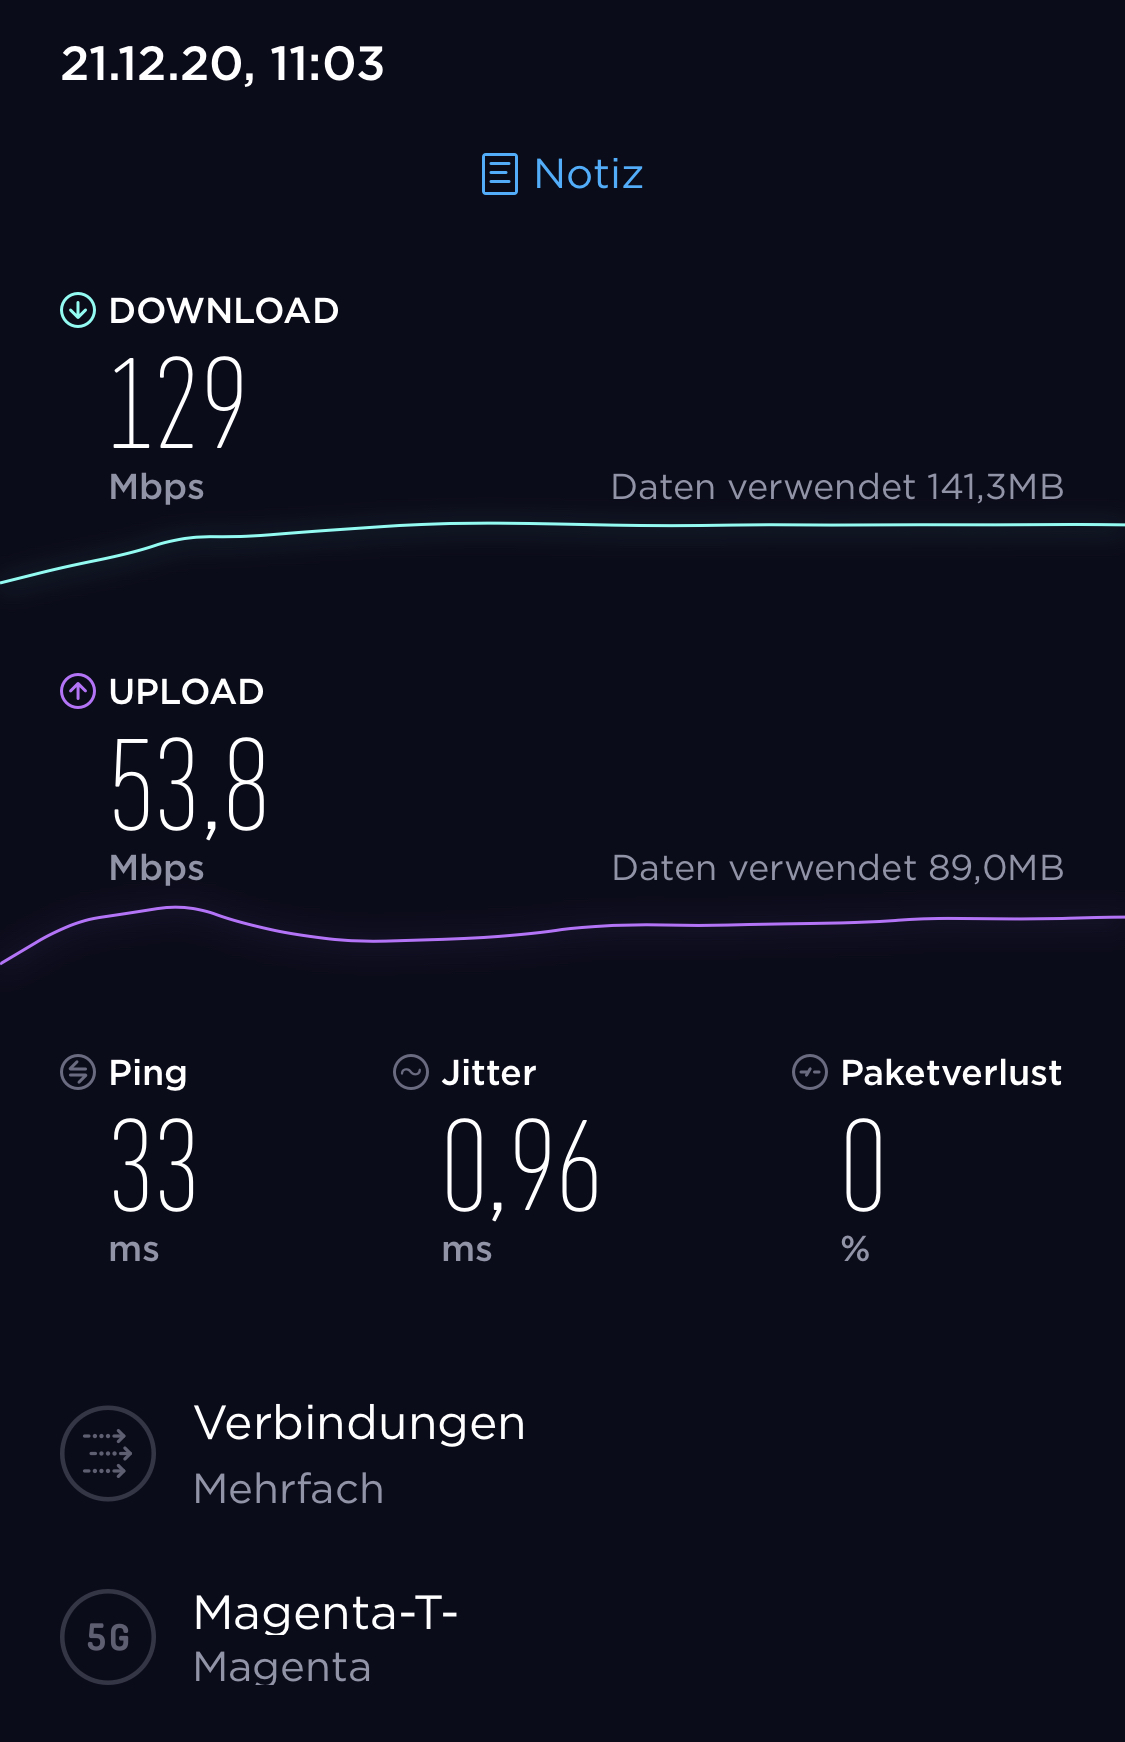 21.12.20, 11:03
Notiz
DOWNLOAD
129
Mbps
Daten verwendet 141,3MB
UPLOAD
53,8
Mbps
Daten verwendet 89,0MB
Ping
Jitter
Paketverlust
33
0,96
0
ms
ms
%
Verbindungen
Mehrfach
5G
Magenta-T-
Magenta